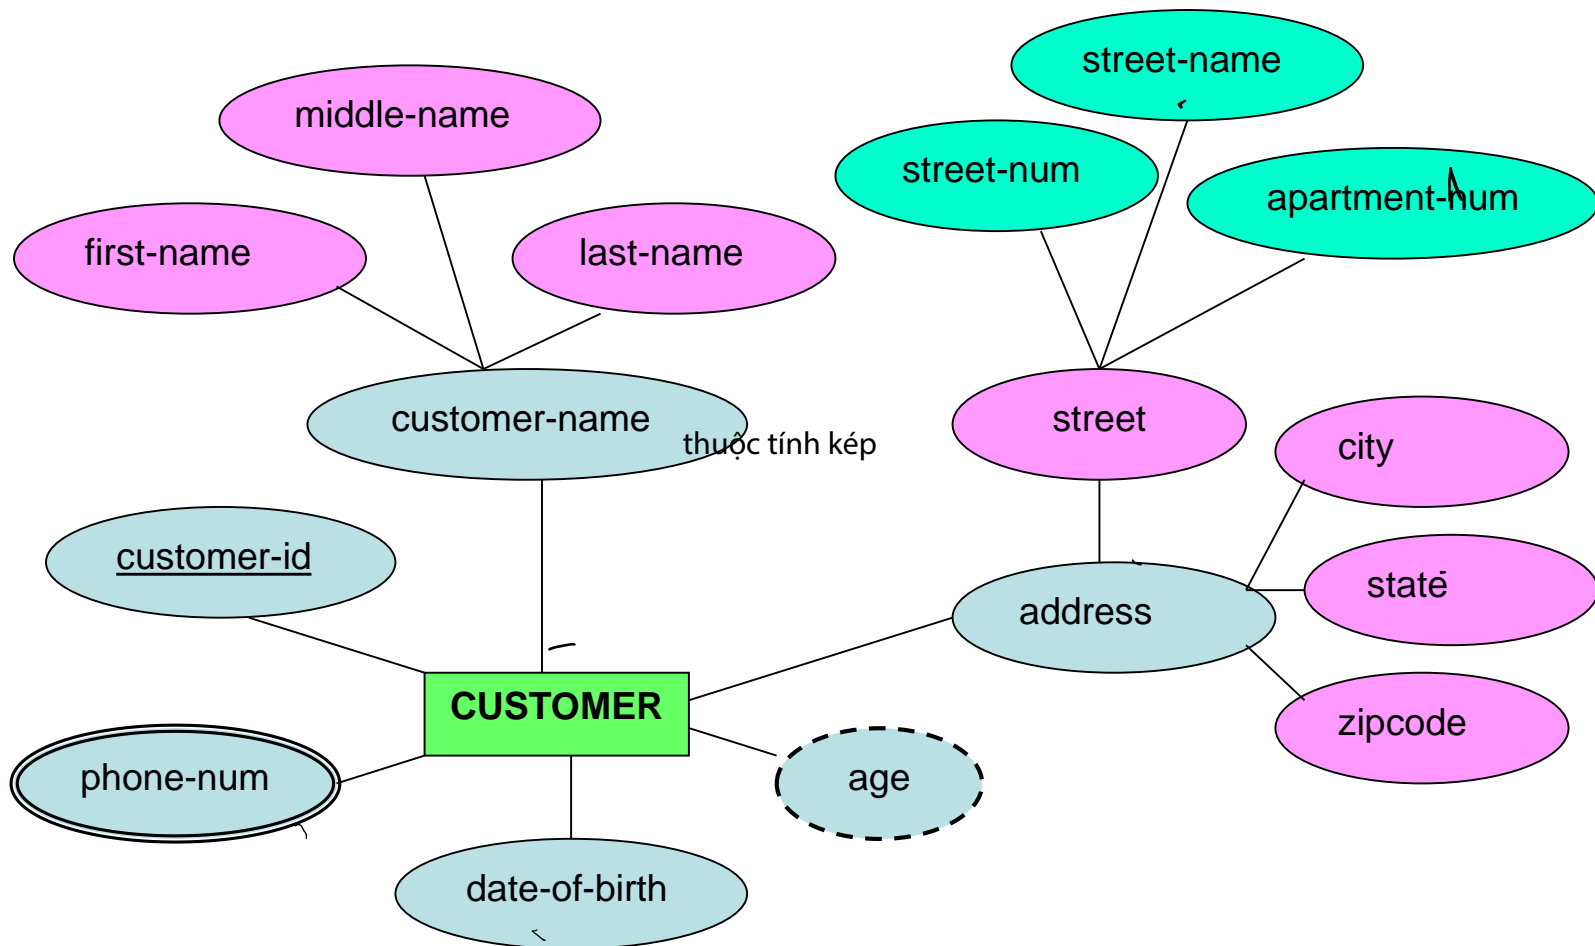 street-name
middle-name
street-num
apartment-num
first-name
last-name
customer-name
street
thuộc tính kép
city
customer-id
state
address
CUSTOMER
zipcode
phone-num
age
date-of-birth